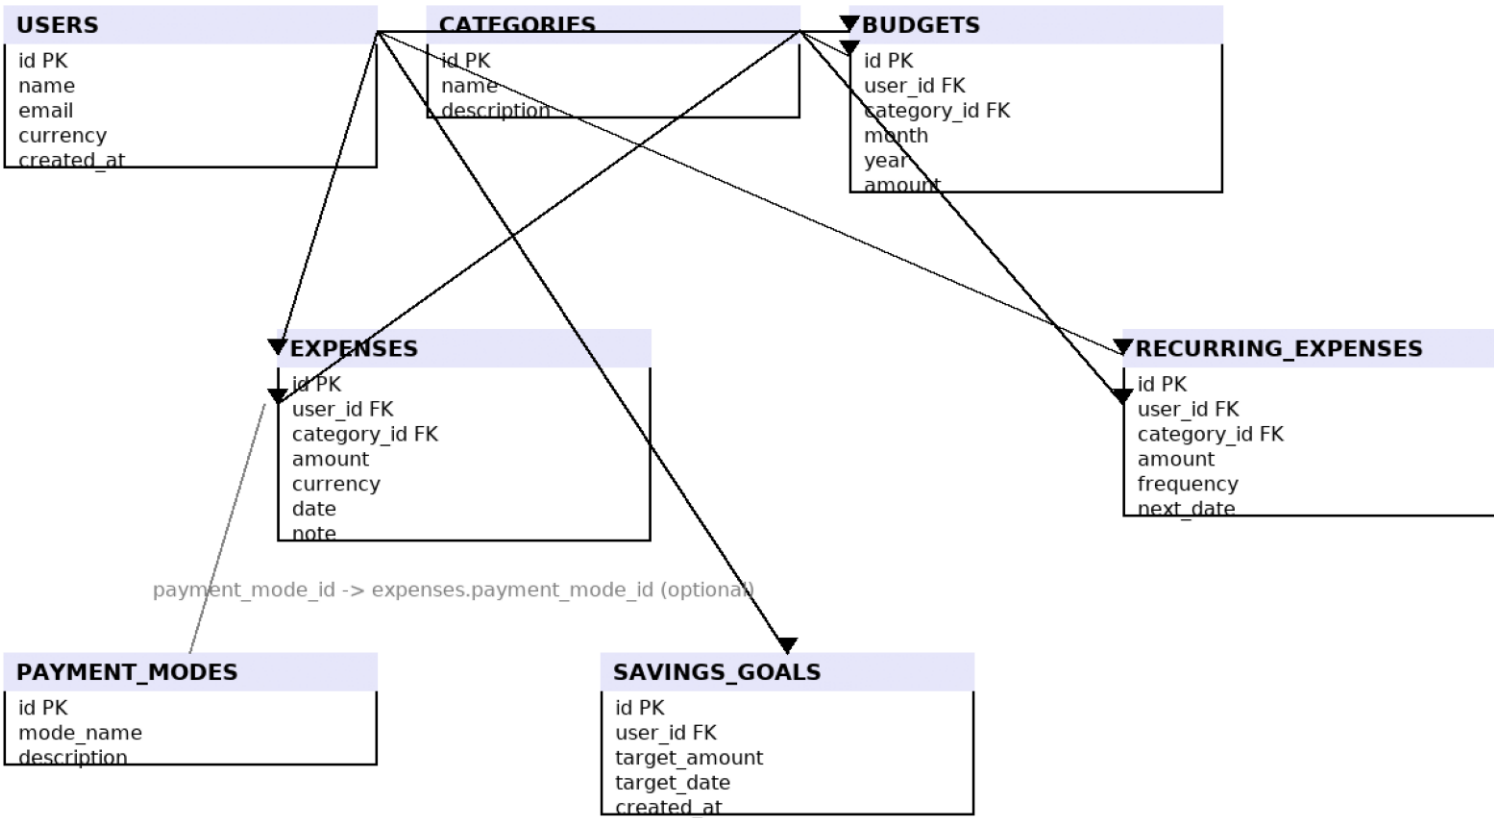 USERS
id PK
name
email
currency
created_at
CATEGORIES
id PK
name
description
BUDGETS
id PK
user_id FK
category_id FK
month
year
amount
EXPENSES
id PK
user_id FK
category_id FK
amount
currency
date
note
RECURRING_EXPENSES
id PK
user_id FK
category_id FK
amount
frequency
next_date
payment_mode_id -> expenses.payment_mode_id (optional)
PAYMENT_MODES
id PK
mode_name
description
SAVINGS_GOALS
id PK
user_id FK
target_amount
target_date
created_at